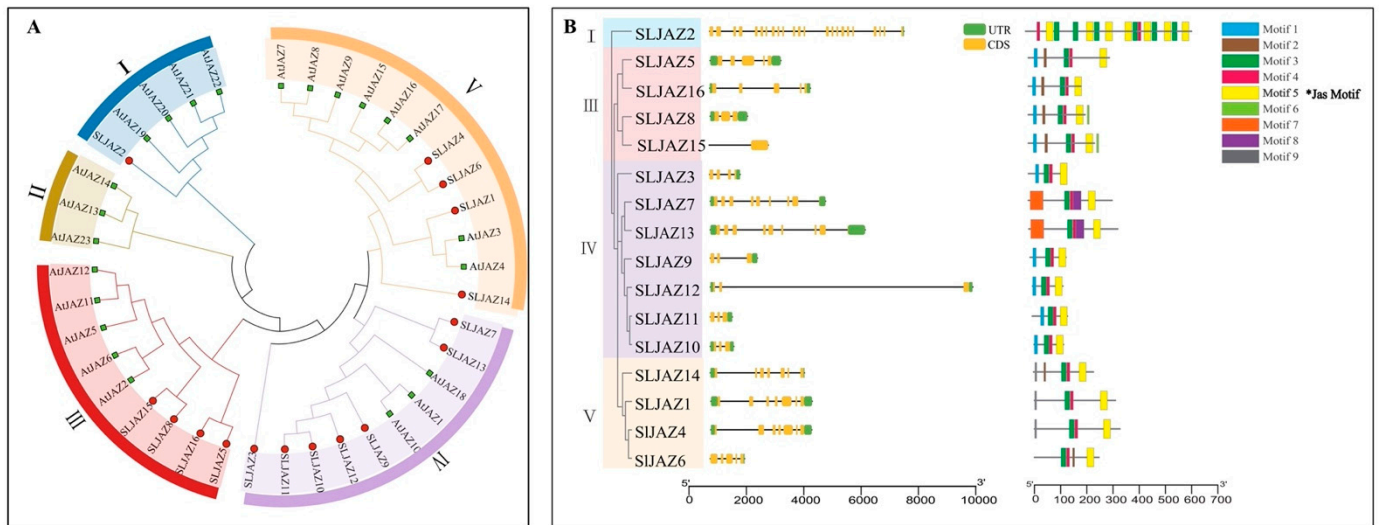 A
I
AtJAZ22
AtJAZ21
AtJAZ20
AtJAZ19
SLJAZ2
II
AtJAZ14
AtJAZ13
AtJAZ23
III
AtJAZ12
AtJAZ11
AtJAZ5
AtJAZ6
AtJAZ2
SLJAZ15
SLJAZ8
SLJAZ16
SLJAZ5
IV
SLJAZ3
SLJAZ11
SLJAZ10
SLJAZ12
SLJAZ9
AtJAZ10
AtJAZ1
AtJAZ18
SLJAZ13
SLJAZ7
V
AtJAZ7
AtJAZ8
AtJAZ9
AtJAZ15
AtJAZ16
AtJAZ17
SLJAZ4
SLJAZ6
SLJAZ1
AtJAZ3
AtJAZ4
SLJAZ14
B
I
SLJAZ2
III
SLJAZ5
SLJAZ16
SLJAZ8
SLJAZ15
IV
SLJAZ3
SLJAZ7
SLJAZ13
SLJAZ9
SLJAZ12
SLJAZ11
SLJAZ10
V
SLJAZ14
SLJAZ1
SlJAZ4
SlJAZ6
UTR
CDS
5' 3'
0 2000 4000 6000 8000 10000
5' 3'
0 100 200 300 400 500 600 700
Motif 1
Motif 2
Motif 3
Motif 4
Motif 5 *Jas Motif
Motif 6
Motif 7
Motif 8
Motif 9